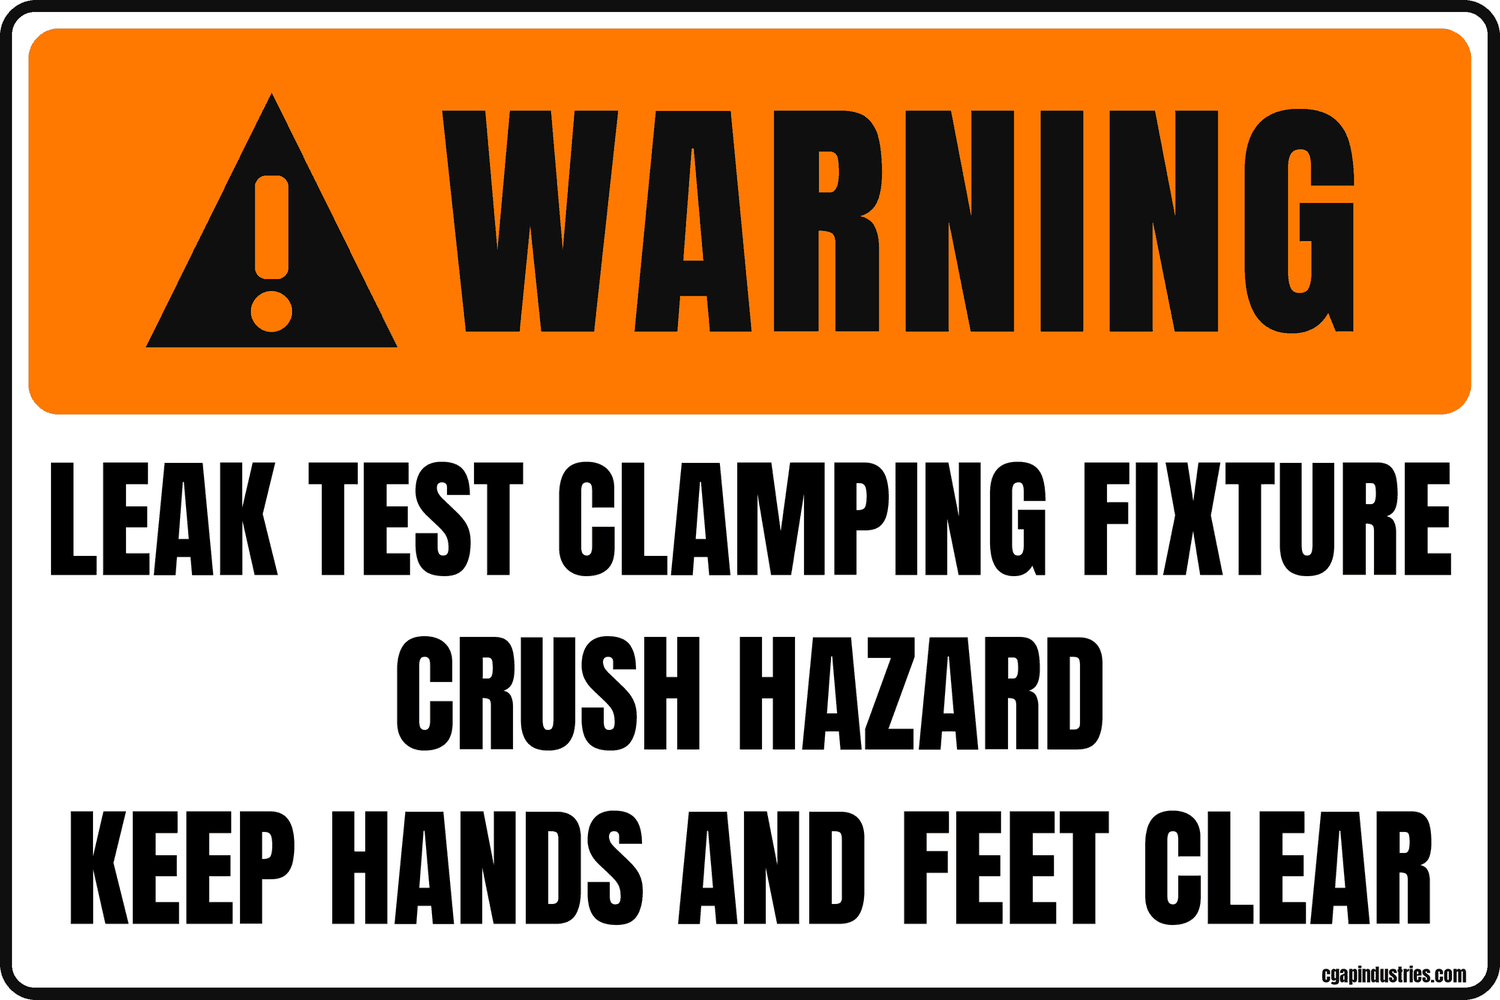 WARNING
LEAK TEST CLAMPING FIXTURE
CRUSH HAZARD
KEEP HANDS AND FEET CLEAR
cgapindustries.com